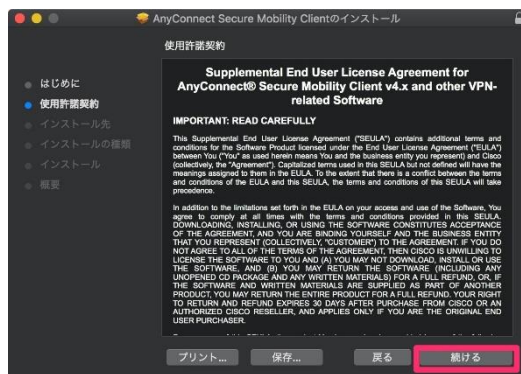 AnyConnect Secure Mobility Clientのインストール
使用許諾契約
はじめに
使用許諾契約
インストール先
インストールの種類
インストール
概要
Supplemental End User License Agreement for
AnyConnect® Secure Mobility Client v4.x and other VPN-
related Software
IMPORTANT: READ CAREFULLY
This Supplemental End User License Agreement ("SEULA") contains additional terms and
conditions for the Software Product licensed under the End User License Agreement ("EULA")
between You ("You" as used herein means You and the business entity you represent) and Cisco
(collectively, the "Agreement"). Capitalized terms used in this SEULA but not defined will have the
meanings assigned to them in the EULA. To the extent that there is a conflict between the terms
and conditions of the EULA and this SEULA, the terms and conditions of this SEULA will take
precedence.
In addition to the limitations set forth in the EULA on your access and use of the Software, You
agree to comply at all times with the terms and conditions provided in this SEULA.
DOWNLOADING, INSTALLING, OR USING THE SOFTWARE CONSTITUTES ACCEPTANCE
OF THE AGREEMENT, AND YOU ARE BINDING YOURSELF AND THE BUSINESS ENTITY
THAT YOU REPRESENT (COLLECTIVELY, "CUSTOMER") TO THE AGREEMENT. IF YOU DO
NOT AGREE TO ALL OF THE TERMS OF THE AGREEMENT, THEN CISCO IS UNWILLING TO
LICENSE THE SOFTWARE TO YOU AND (A) YOU MAY NOT DOWNLOAD, INSTALL OR USE
THE SOFTWARE, AND (B) YOU MAY RETURN THE SOFTWARE (INCLUDING ANY
UNOPENED CD PACKAGE AND ANY WRITTEN MATERIALS) FOR A FULL REFUND, OR, IF
THE SOFTWARE AND WRITTEN MATERIALS ARE SUPPLIED AS PART OF ANOTHER
PRODUCT, YOU MAY RETURN THE ENTIRE PRODUCT FOR A FULL REFUND. YOUR RIGHT
TO RETURN AND REFUND EXPIRES 30 DAYS AFTER PURCHASE FROM CISCO OR AN
AUTHORIZED CISCO RESELLER, AND APPLIES ONLY IF YOU ARE THE ORIGINAL END
USER PURCHASER.
プリント... 保存... 戻る 続ける